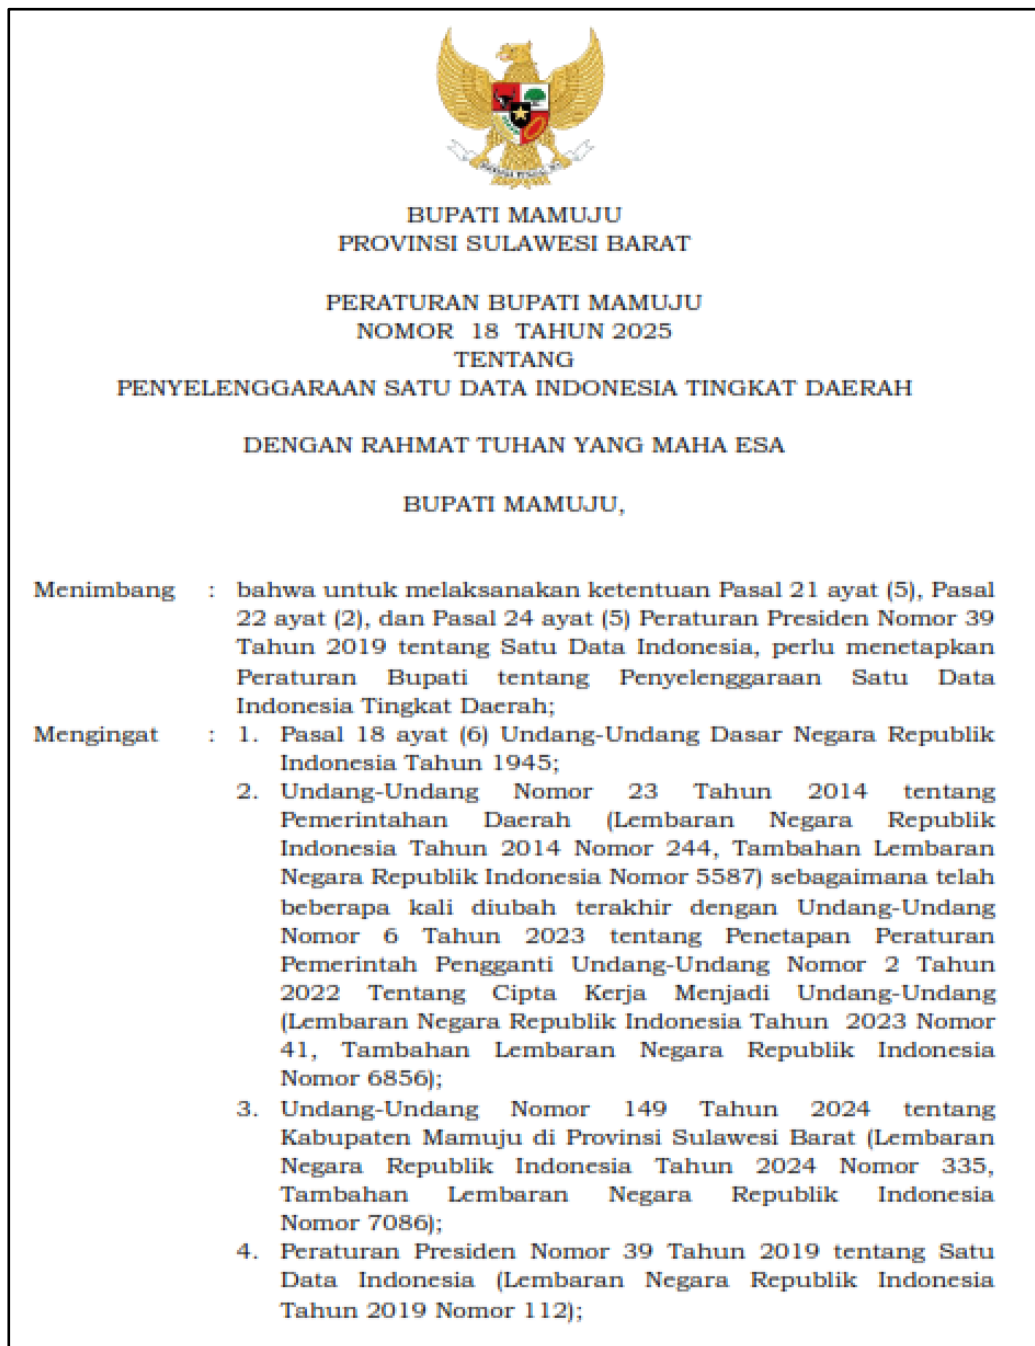 BUPATI MAMUJU
PROVINSI SULAWESI BARAT
PERATURAN BUPATI MAMUJU
NOMOR 18 TAHUN 2025
TENTANG
PENYELENGGARAAN SATU DATA INDONESIA TINGKAT DAERAH
DENGAN RAHMAT TUHAN YANG MAHA ESA
BUPATI MAMUJU,
Menimbang : bahwa untuk melaksanakan ketentuan Pasal 21 ayat (5), Pasal
22 ayat (2), dan Pasal 24 ayat (5) Peraturan Presiden Nomor 39
Tahun 2019 tentang Satu Data Indonesia, perlu menetapkan
Peraturan Bupati tentang Penyelenggaraan Satu Data
Indonesia Tingkat Daerah;
Mengingat : 1. Pasal 18 ayat (6) Undang-Undang Dasar Negara Republik
Indonesia Tahun 1945;
2. Undang-Undang Nomor 23 Tahun 2014 tentang
Pemerintahan Daerah (Lembaran Negara Republik
Indonesia Tahun 2014 Nomor 244, Tambahan Lembaran
Negara Republik Indonesia Nomor 5587) sebagaimana telah
beberapa kali diubah terakhir dengan Undang-Undang
Nomor 6 Tahun 2023 tentang Penetapan Peraturan
Pemerintah Pengganti Undang-Undang Nomor 2 Tahun
2022 Tentang Cipta Kerja Menjadi Undang-Undang
(Lembaran Negara Republik Indonesia Tahun 2023 Nomor
41, Tambahan Lembaran Negara Republik Indonesia
Nomor 6856);
3. Undang-Undang Nomor 149 Tahun 2024 tentang
Kabupaten Mamuju di Provinsi Sulawesi Barat (Lembaran
Negara Republik Indonesia Tahun 2024 Nomor 335,
Tambahan Lembaran Negara Republik Indonesia
Nomor 7086);
4. Peraturan Presiden Nomor 39 Tahun 2019 tentang Satu
Data Indonesia (Lembaran Negara Republik Indonesia
Tahun 2019 Nomor 112);